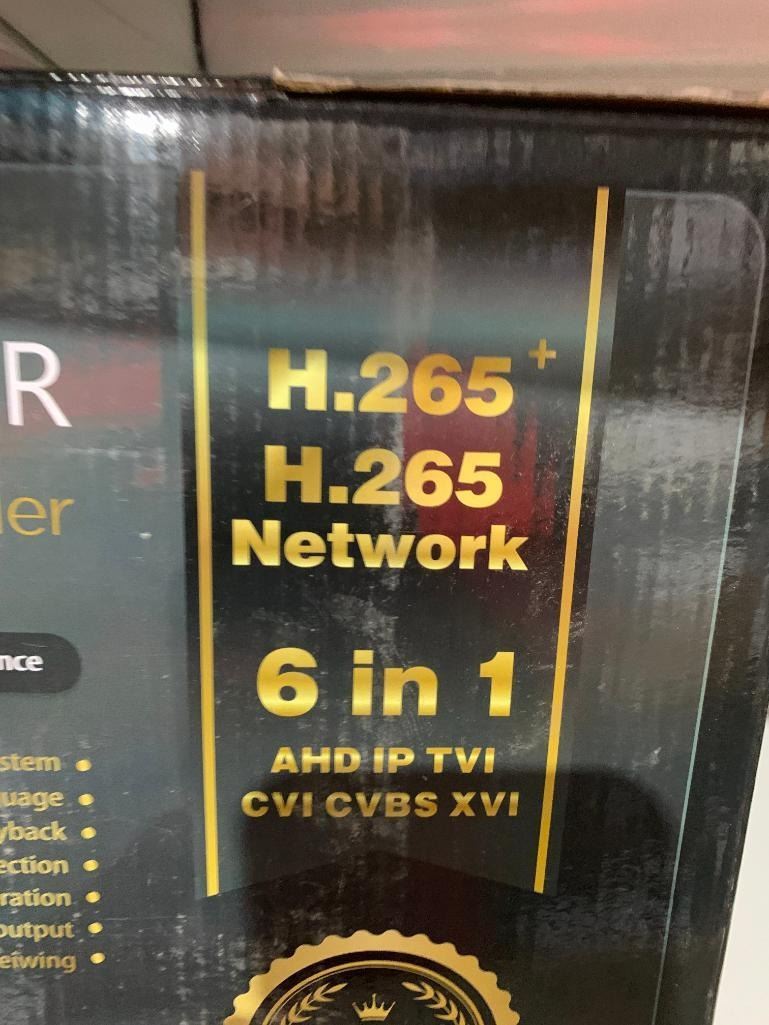 R
H.265+
H.265
Network
6 in 1
AHD IP TVI
CVI CVBS XVI
er
nce
stem
uage
yback
ection
ration
output
eiwing